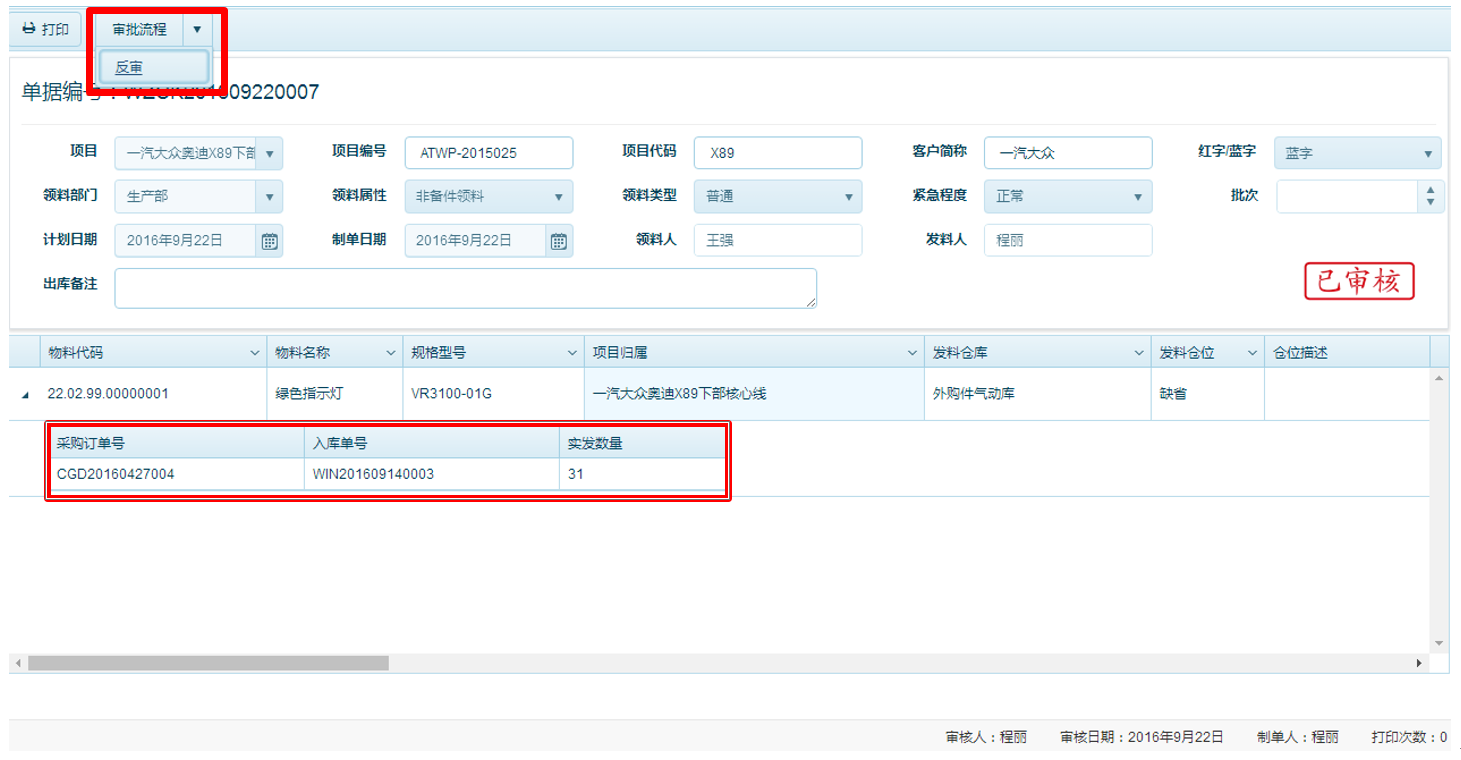 打印 审批流程
反审
单据编号：WZCK201609220007
项目 一汽大众奥迪X89下部 项目编号 ATWP-2015025 项目代码 X89 客户简称 一汽大众 红字/蓝字 蓝字
领料部门 生产部 领料属性 非备件领料 领料类型 普通 紧急程度 正常 批次
计划日期 2016年9月22日 制单日期 2016年9月22日 领料人 王强 发料人 程丽
出库备注
已审核
物料代码 物料名称 规格型号 项目归属 发料仓库 发料仓位 仓位描述
22.02.99.00000001 绿色指示灯 VR3100-01G 一汽大众奥迪X89下部核心线 外购件气动库 缺省
采购订单号 入库单号 实发数量
CGD20160427004 WIN201609140003 31
审核人：程丽 审核日期：2016年9月22日 制单人：程丽 打印次数：0